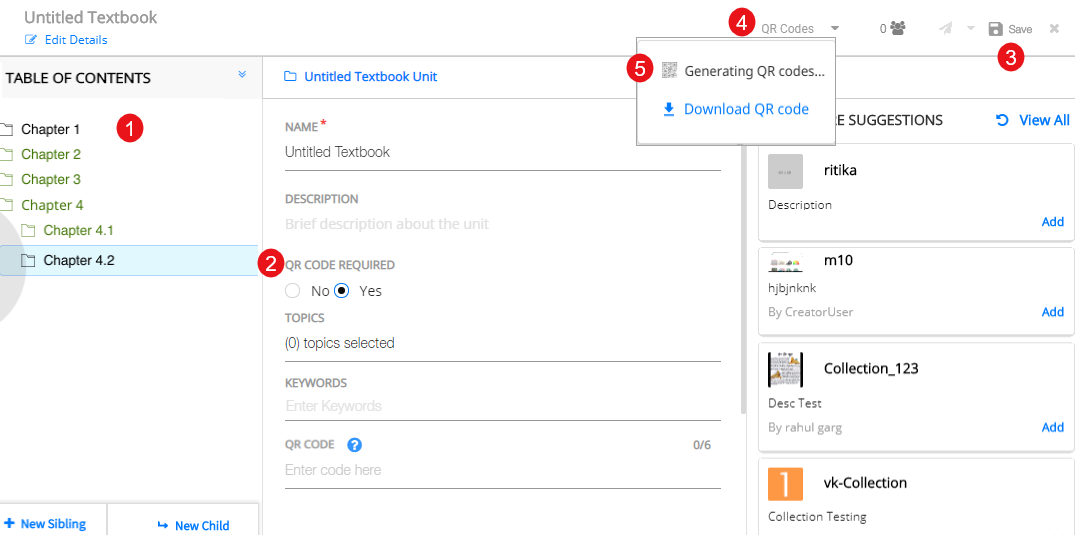 Untitled Textbook
Edit Details
4
QR Codes
0
Save
3
TABLE OF CONTENTS
1
Chapter 1
Chapter 2
Chapter 3
Chapter 4
Chapter 4.1
Chapter 4.2
+ New Sibling
New Child
Untitled Textbook Unit
5
Generating QR codes...
Download QR code
NAME*
Untitled Textbook
DESCRIPTION
Brief description about the unit
2
QR CODE REQUIRED
No Yes
TOPICS
(0) topics selected
KEYWORDS
Enter Keywords
QR CODE ? 0/6
Enter code here
SUGGESTIONS
View All
ritika
Description
Add
m10
hjbjnknk
By CreatorUser
Add
Collection_123
Desc Test
By rahul garg
Add
1
vk-Collection
Collection Testing